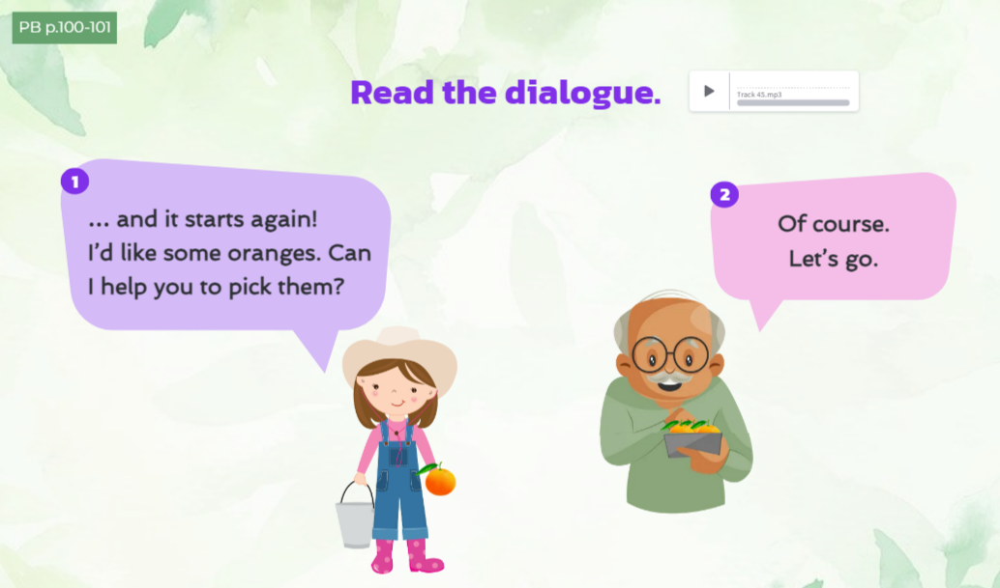 PB p.100-101
Read the dialogue.
Track 45.mp3
1
... and it starts again!
I'd like some oranges. Can
I help you to pick them?
2
Of course.
Let's go.